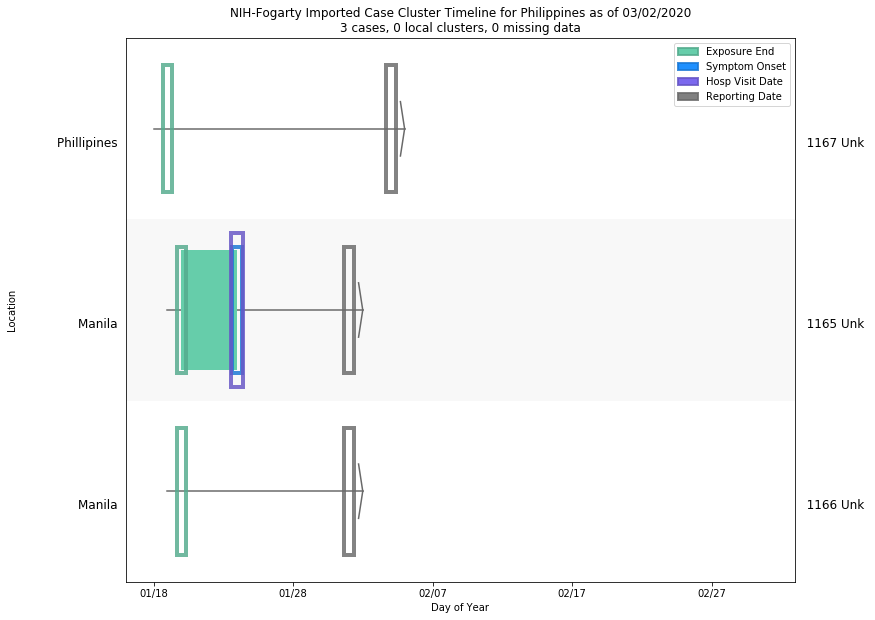 NIH-Fogarty Imported Case Cluster Timeline for Philippines as of 03/02/2020
3 cases, 0 local clusters, 0 missing data
Exposure End
Symptom Onset
Hosp Visit Date
Reporting Date
Phillipines
1167 Unk
Location
Manila
1165 Unk
Manila
1166 Unk
01/18
01/28
02/07
02/17
02/27
Day of Year